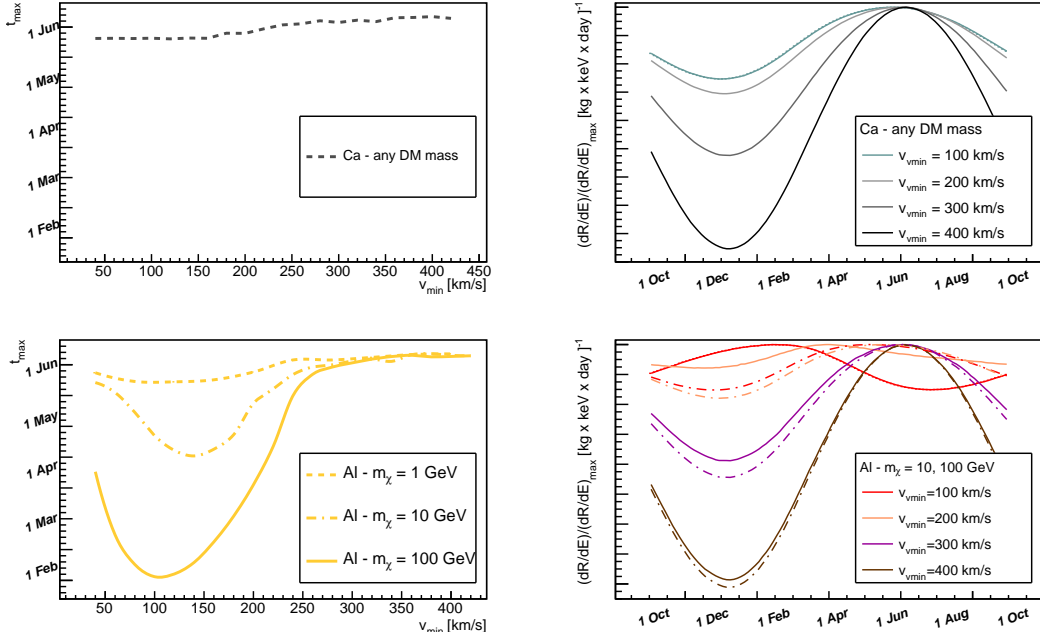 t_max
1 Jun
1 May
1 Apr
1 Mar
1 Feb
Ca - any DM mass
50 100 150 200 250 300 350 400 450
v_min [km/s]
(dR/dE)/(dR/dE)_max [kg x keV x day]^-1
Ca - any DM mass
v_vmin = 100 km/s
v_vmin = 200 km/s
v_vmin = 300 km/s
v_vmin = 400 km/s
1 Oct 1 Dec 1 Feb 1 Apr 1 Jun 1 Aug 1 Oct
t_max
1 Jun
1 May
1 Apr
1 Mar
1 Feb
Al - m_χ = 1 GeV
Al - m_χ = 10 GeV
Al - m_χ = 100 GeV
50 100 150 200 250 300 350 400
v_min [km/s]
(dR/dE)/(dR/dE)_max [kg x keV x day]^-1
Al - m_χ = 10, 100 GeV
v_vmin=100 km/s
v_vmin=200 km/s
v_vmin=300 km/s
v_vmin=400 km/s
1 Oct 1 Dec 1 Feb 1 Apr 1 Jun 1 Aug 1 Oct